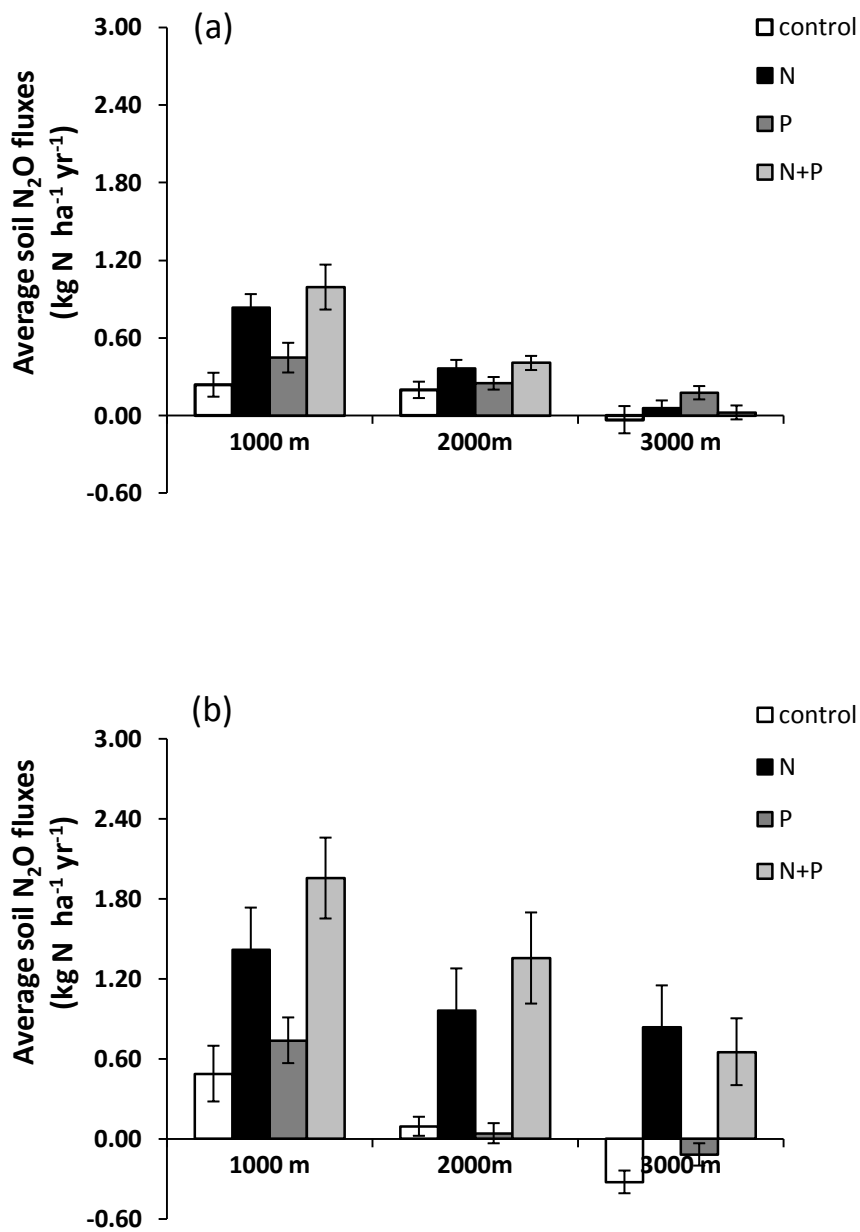 (a)
3.00
2.40
1.80
1.20
0.60
0.00
-0.60
Average soil N₂O fluxes
(kg N ha⁻¹ yr⁻¹)
1000 m
2000m
3000m
control
N
P
N+P
(b)
3.00
2.40
1.80
1.20
0.60
0.00
-0.60
Average soil N₂O fluxes
(kg N ha⁻¹ yr⁻¹)
1000 m
2000m
3000m
control
N
P
N+P